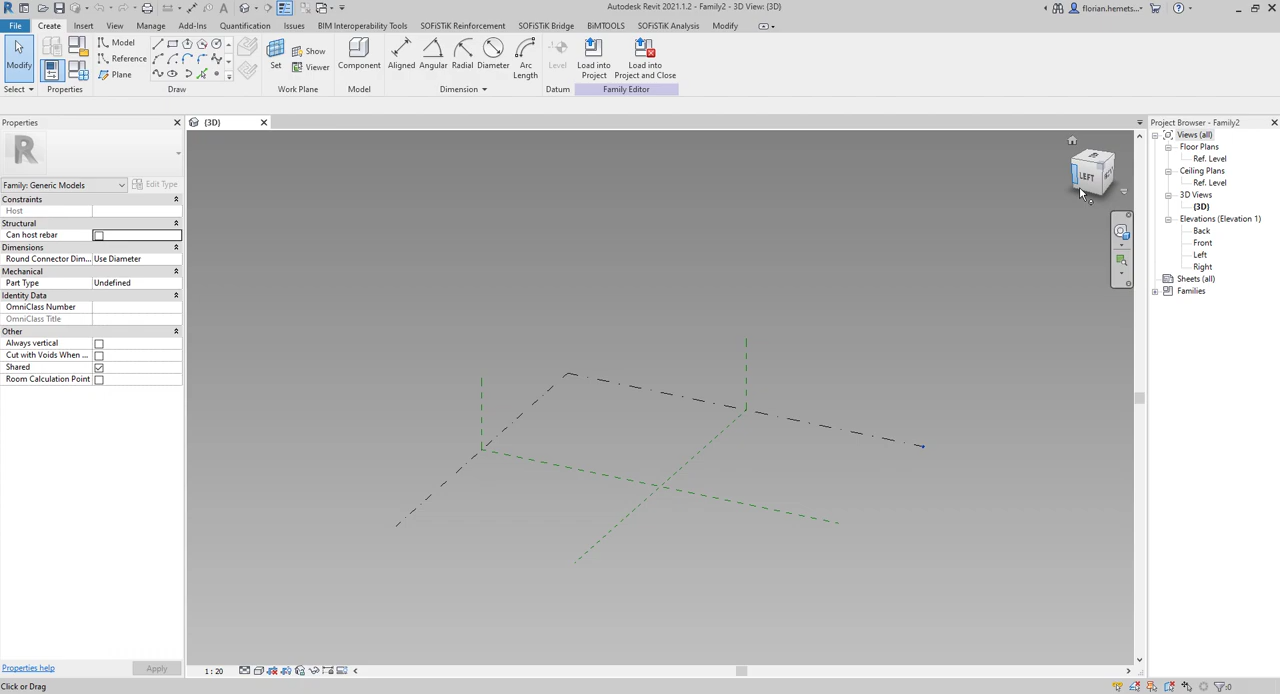 Autodesk Revit 2021.1.2 - Family2 - 3D View: {3D}
florian.hemets...
File
Create
Insert
View
Manage
Add-Ins
Quantification
Issues
BIM Interoperability Tools
SOFiSTiK Reinforcement
SOFiSTiK Bridge
BiMTOOLS
SOFiSTiK Analysis
Modify
Modify
Model
Reference
Plane
Set
Show
Viewer
Component
Aligned
Angular
Radial
Diameter
Arc
Length
Level
Load into
Project
Load into
Project and Close
Select
Properties
Draw
Work Plane
Model
Dimension
Datum
Family Editor
Properties
{3D}
Project Browser - Family2
Family: Generic Models
Edit Type
Constraints
Host
Structural
Can host rebar
Dimensions
Round Connector Dim... Use Diameter
Mechanical
Part Type Undefined
Identity Data
OmniClass Number
OmniClass Title
Other
Always vertical
Cut with Voids When ...
Shared
Room Calculation Point
Properties help
Apply
LEFT
Views (all)
Floor Plans
Ref. Level
Ceiling Plans
Ref. Level
3D Views
{3D}
Elevations (Elevation 1)
Back
Front
Left
Right
Sheets (all)
Families
1 : 20
Click or Drag
:0